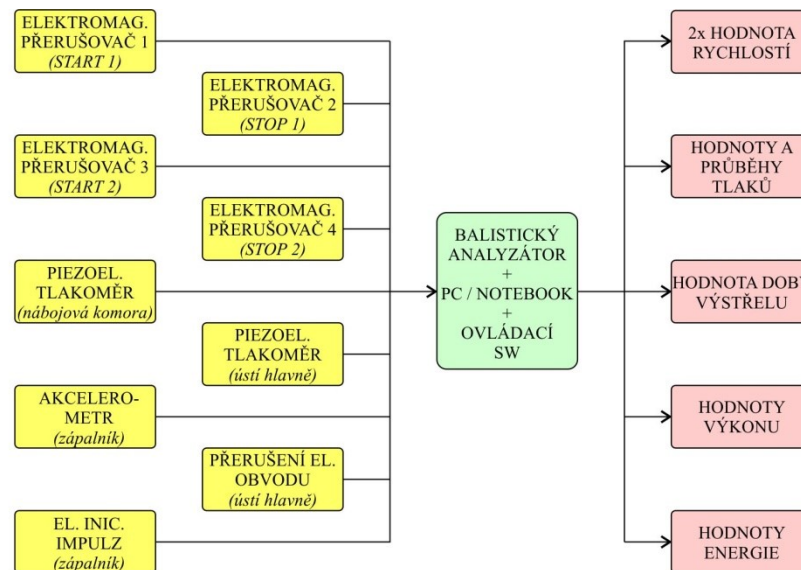 ELEKTROMAG.
PŘERUŠOVAČ 1
(START 1)
ELEKTROMAG.
PŘERUŠOVAČ 2
(STOP 1)
ELEKTROMAG.
PŘERUŠOVAČ 3
(START 2)
ELEKTROMAG.
PŘERUŠOVAČ 4
(STOP 2)
PIEZOEL.
TLAKOMĚR
(nábojová komora)
PIEZOEL.
TLAKOMĚR
(ústí hlavně)
AKCELERO-
METR
(zápalník)
PŘERUŠENÍ EL.
OBVODU
(ústí hlavně)
EL. INIC.
IMPULZ
(zápalník)
BALISTICKÝ
ANALYZÁTOR
+
PC / NOTEBOOK
+
OVLÁDACÍ
SW
2x HODNOTA
RYCHLOSTÍ
HODNOTY A
PRŮBĚHY
TLAKŮ
HODNOTA DOBY
VÝSTŘELU
HODNOTY
VÝKONU
HODNOTY
ENERGIE